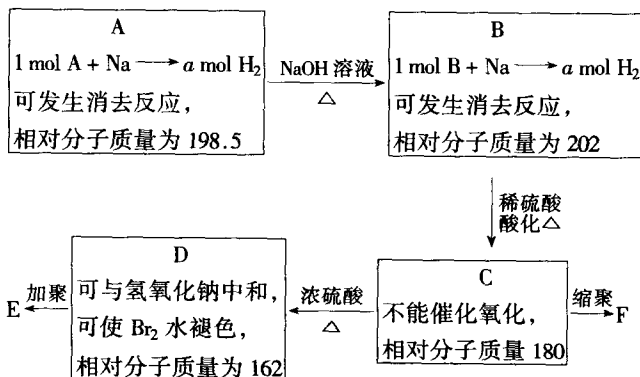 A
1 mol A + Na ⟶ a mol H₂
可发生消去反应，
相对分子质量为 198.5
NaOH 溶液
△
B
1 mol B + Na ⟶ a mol H₂
可发生消去反应，
相对分子质量为 202
稀硫酸
酸化△
C
不能催化氧化，
相对分子质量 180
缩聚
F
浓硫酸
△
D
可与氢氧化钠中和，
可使 Br₂ 水褪色，
相对分子质量为 162
加聚
E